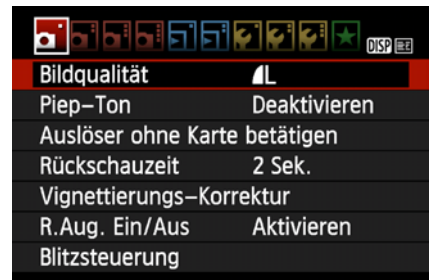 DISP
Bildqualität L
Piep-Ton Deaktivieren
Auslöser ohne Karte betätigen
Rückschauzeit 2 Sek.
Vignettierungs-Korrektur
R.Aug. Ein/Aus Aktivieren
Blitzsteuerung